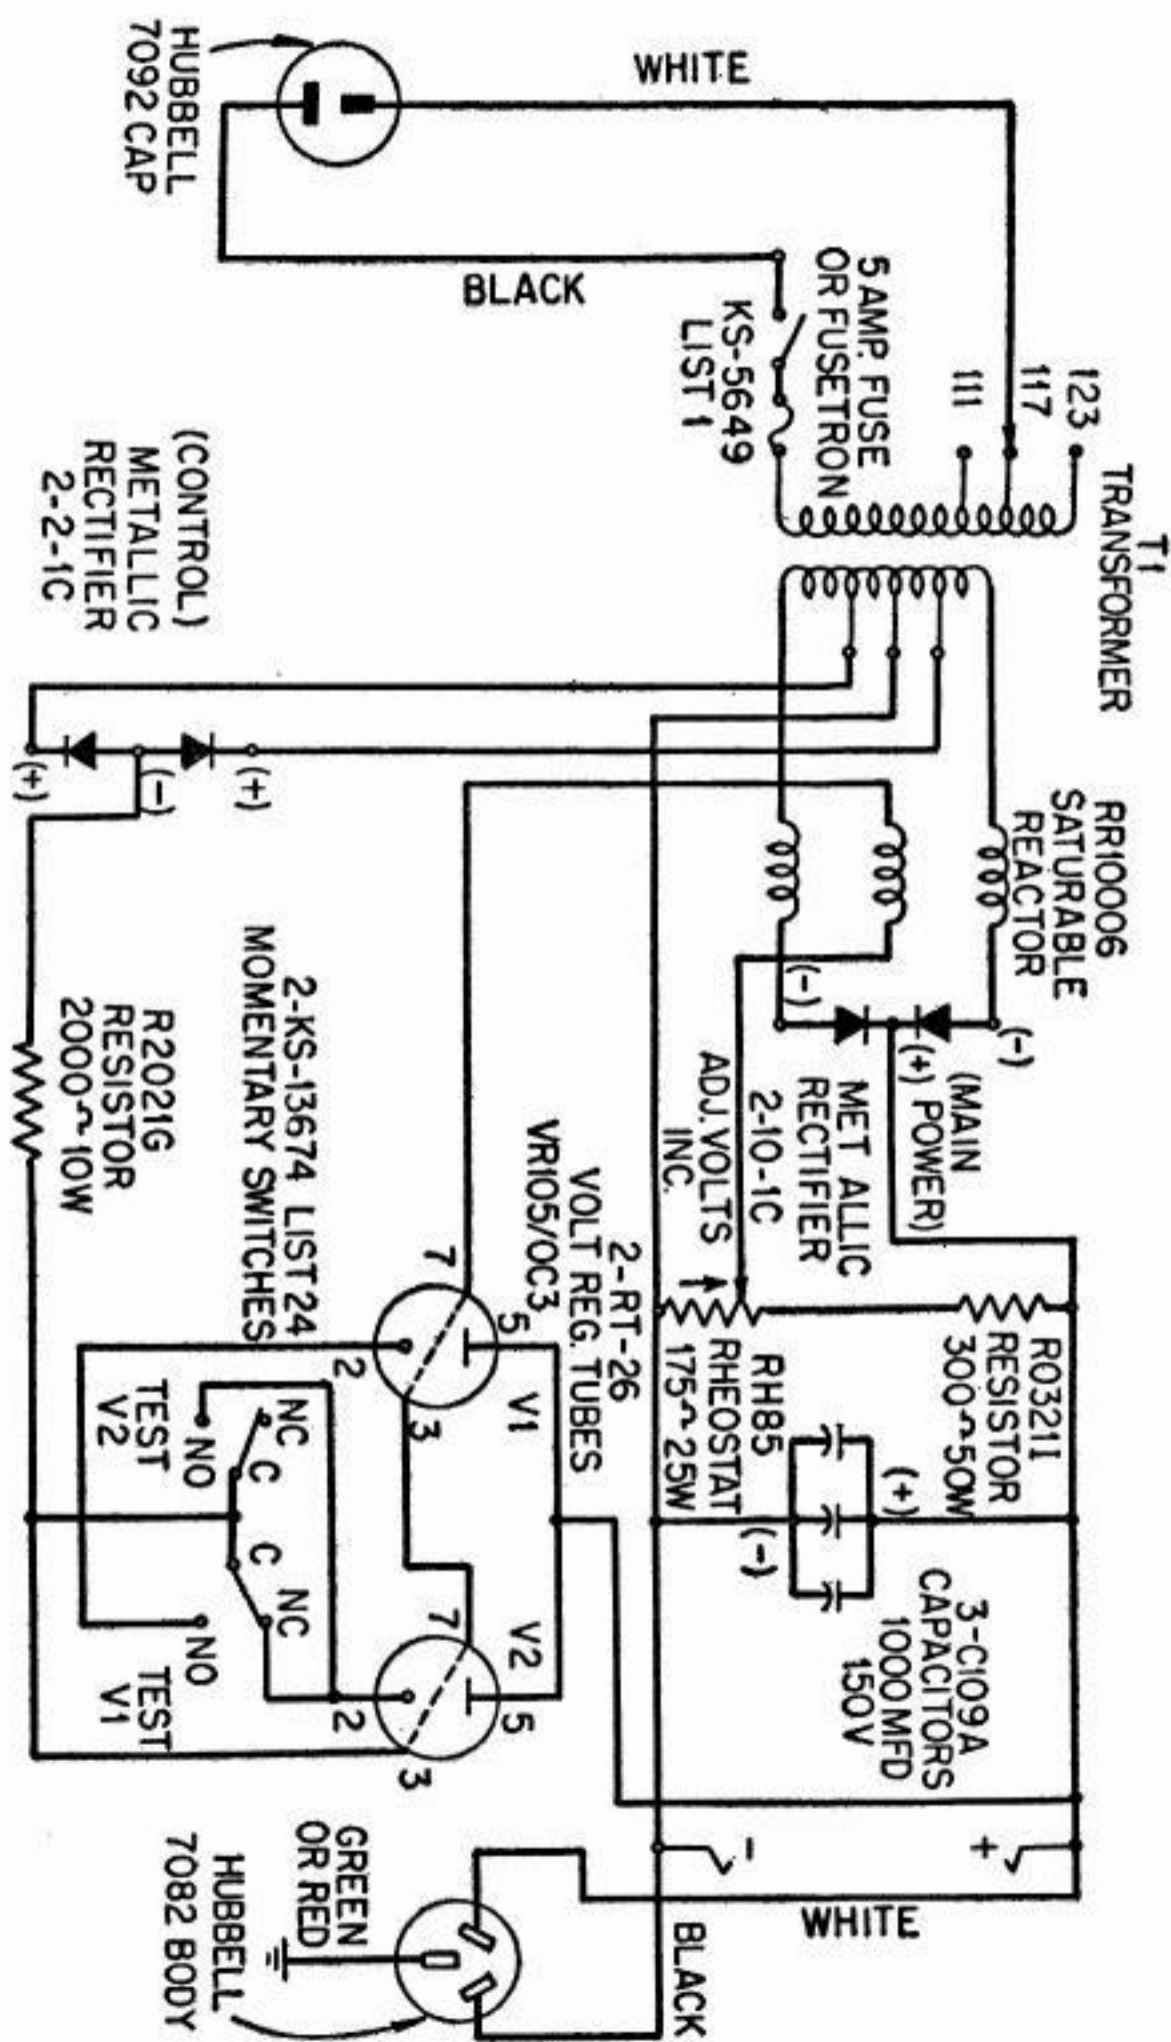 HUBBELL
7092 CAP
WHITE
BLACK
5 AMP. FUSE
OR FUSETRON
KS-5649
LIST 1
123
117
111
T1
TRANSFORMER
(CONTROL)
METALLIC
RECTIFIER
2-2-1C
(+)
(-)
(+)
RR10006
SATURABLE
REACTOR
(-)
(-)
(MAIN
(+) POWER)
MET ALLIC
RECTIFIER
2-10-1C
ADJ. VOLTS
INC.
R2021G
RESISTOR
2000~10W
2-KS-13674 LIST 24
MOMENTARY SWITCHES
2-RT-26
VOLT REG. TUBES
VR105/OC3
R03211
RESISTOR
300~50W
RH85
RHEOSTAT
175~25W
(+)
(-)
3-C109A
CAPACITORS
1000 MFD
150V
7
5
V1
2
3
NC
C
NO
TEST
V2
C
NC
NO
TEST
V1
7
V2
5
2
3
+
-
WHITE
BLACK
GREEN
OR RED
HUBBELL
7082 BODY